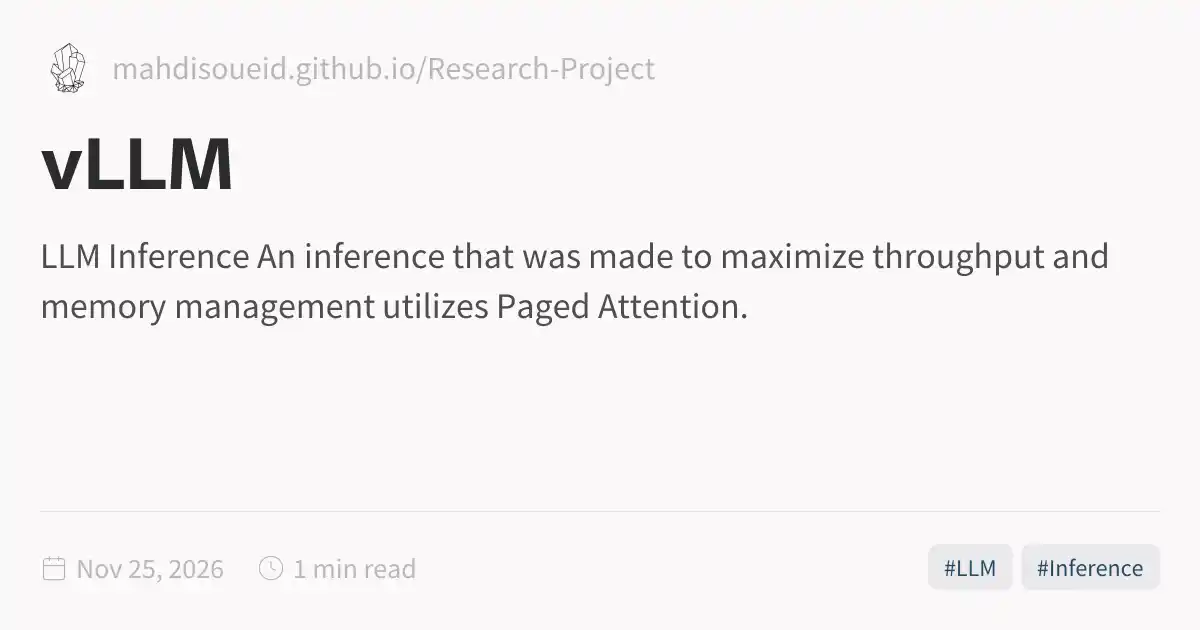 mahdisoueid.github.io/Research-Project
vLLM
LLM Inference An inference that was made to maximize throughput and
memory management utilizes Paged Attention.
Nov 25, 2026 1 min read #LLM #Inference